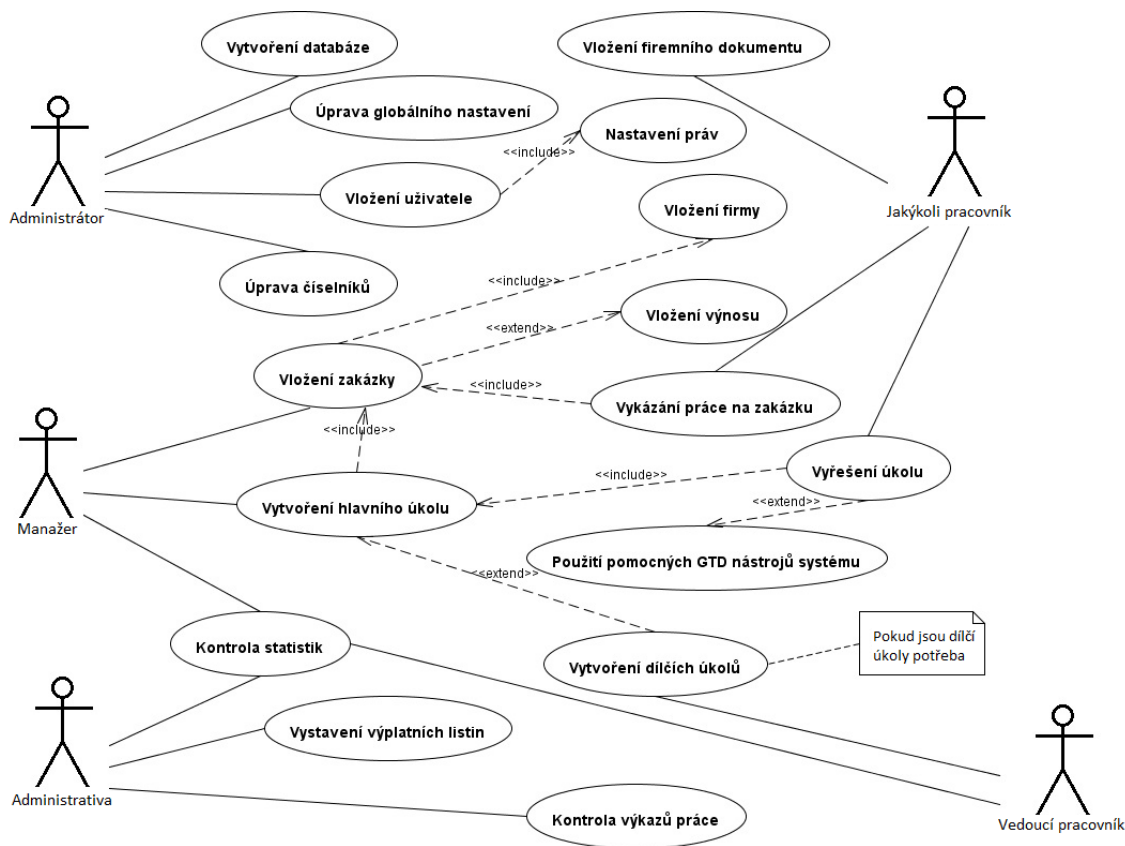 Vytvoření databáze
Vložení firemního dokumentu
Úprava globálního nastavení
Nastavení práv
<<include>>
Vložení uživatele
Administrátor
Jakýkoli pracovník
Vložení firmy
Úprava číselníků
<<include>>
Vložení výnosu
<<extend>>
Vložení zakázky
<<include>>
Vykázání práce na zakázku
<<include>>
Vyřešení úkolu
<<include>>
<<extend>>
Vytvoření hlavního úkolu
Manažer
Použití pomocných GTD nástrojů systému
<<extend>>
Pokud jsou dílčí
úkoly potřeba
Kontrola statistik
Vytvoření dílčích úkolů
Vystavení výplatních listin
Administrativa
Kontrola výkazů práce
Vedoucí pracovník